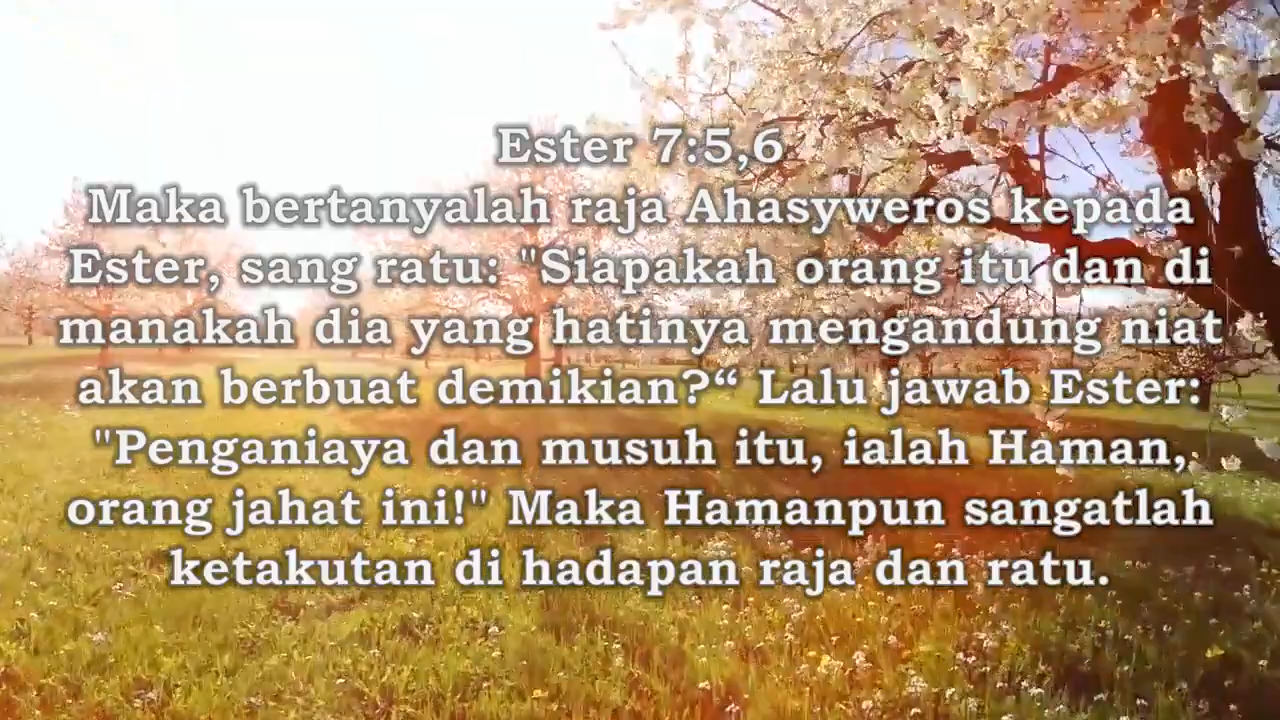 Ester 7:5,6
Maka bertanyalah raja Ahasyweros kepada
Ester, sang ratu: "Siapakah orang itu dan di
manakah dia yang hatinya mengandung niat
akan berbuat demikian?“ Lalu jawab Ester:
"Penganiaya dan musuh itu, ialah Haman,
orang jahat ini!" Maka Hamanpun sangatlah
ketakutan di hadapan raja dan ratu.